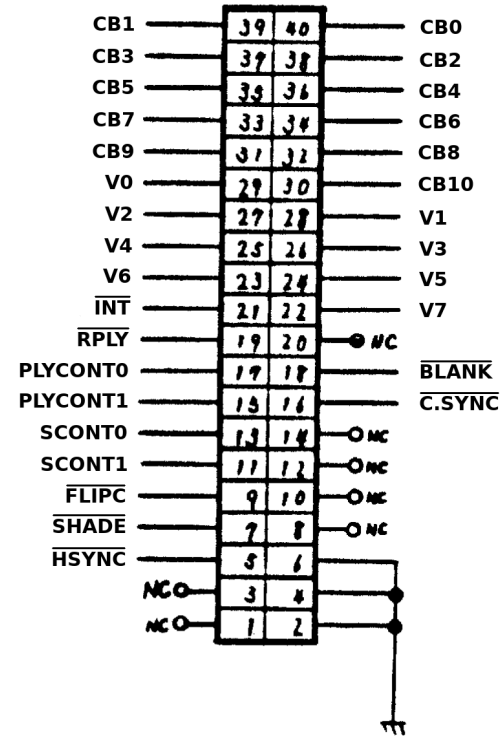 CB1 39 40 CB0
CB3 37 38 CB2
CB5 35 36 CB4
CB7 33 34 CB6
CB9 31 32 CB8
V0 29 30 CB10
V2 27 28 V1
V4 25 26 V3
V6 23 24 V5
INT 21 22 V7
RPLY 19 20 NC
PLYCONT0 17 18 BLANK
PLYCONT1 15 16 C.SYNC
SCONT0 13 14 NC
SCONT1 11 12 NC
FLIPC 9 10 NC
SHADE 7 8 NC
HSYNC 5 6
NC 3 4
NC 1 2